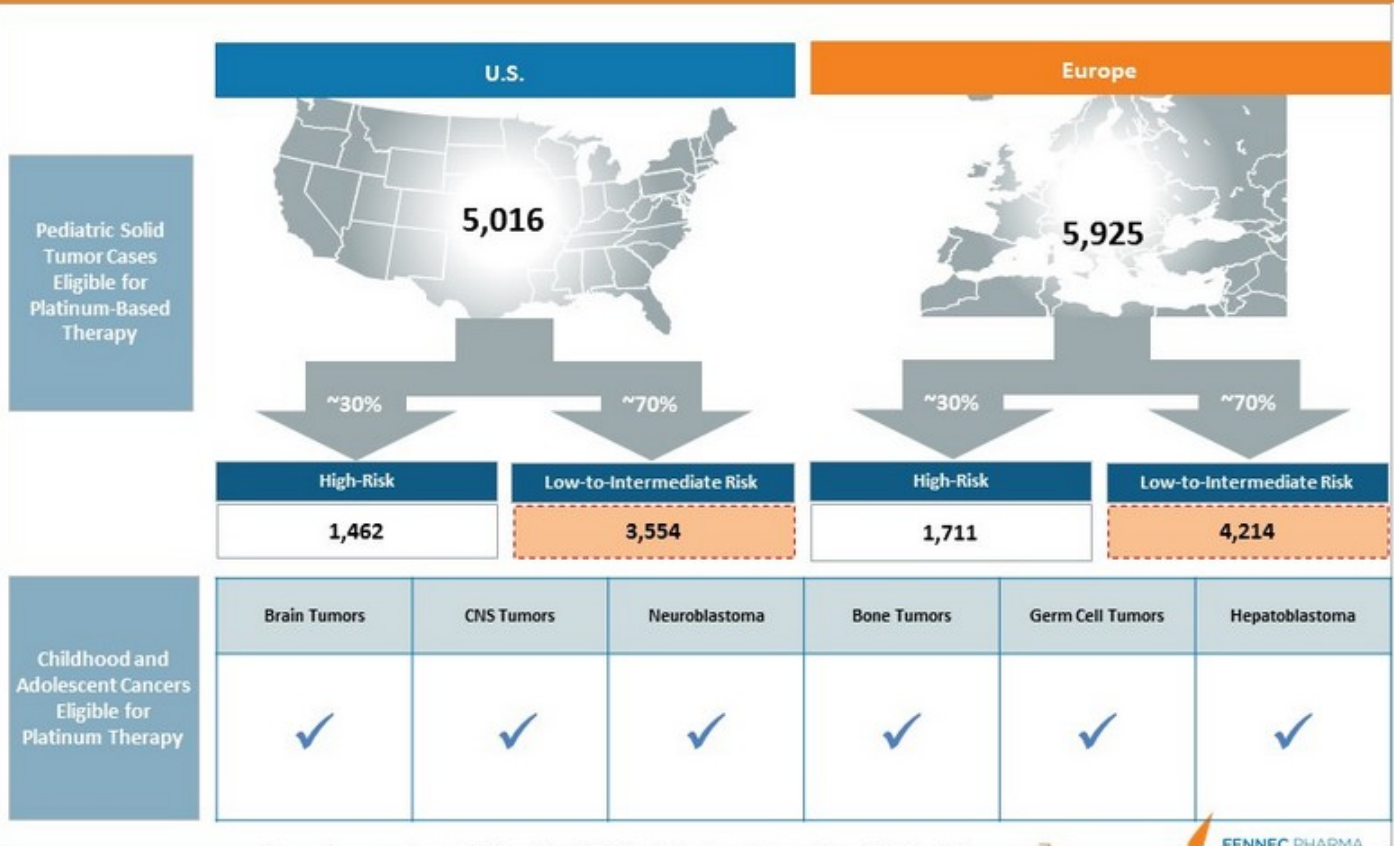 U.S.
Europe
Pediatric Solid
Tumor Cases
Eligible for
Platinum-Based
Therapy
5,016
5,925
~30%
~70%
~30%
~70%
High-Risk
Low-to-Intermediate Risk
High-Risk
Low-to-Intermediate Risk
1,462
3,554
1,711
4,214
Childhood and
Adolescent Cancers
Eligible for
Platinum Therapy
Brain Tumors
CNS Tumors
Neuroblastoma
Bone Tumors
Germ Cell Tumors
Hepatoblastoma
FENNEC PHARMA